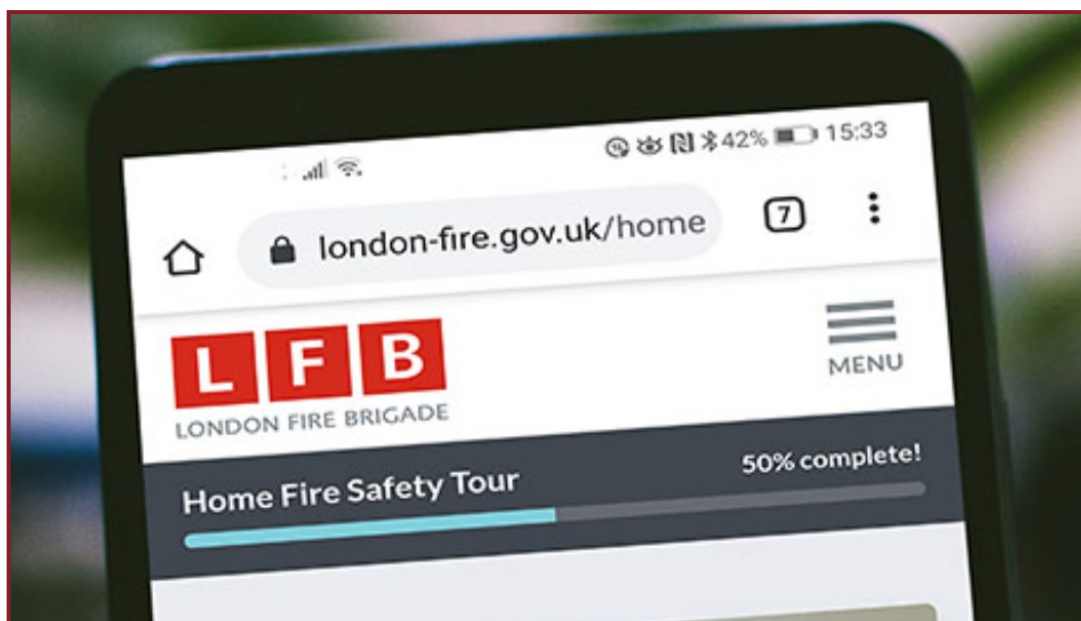 42% 15:33
london-fire.gov.uk/home 7
L F B
LONDON FIRE BRIGADE
MENU
Home Fire Safety Tour 50% complete!